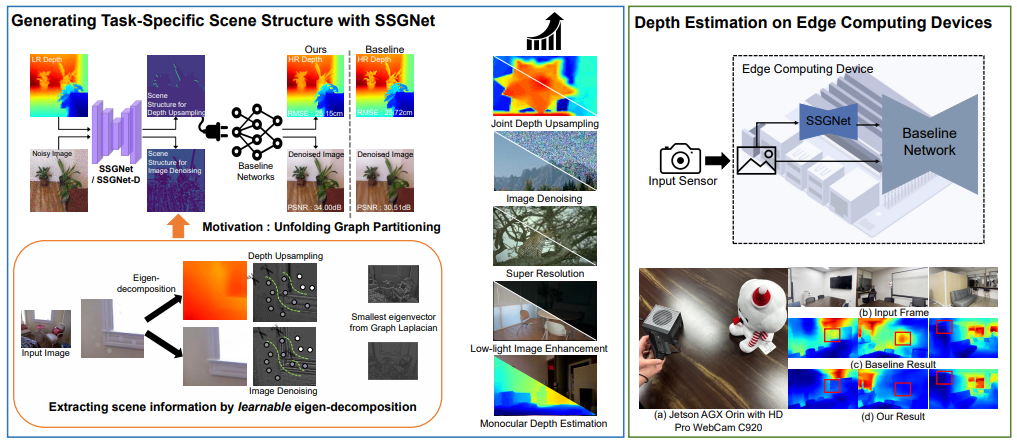 Generating Task-Specific Scene Structure with SSGNet
Ours
Baseline
LR Depth
HR Depth
HR Depth
Scene
Structure for
Depth Upsampling
RMSE : 25.15cm
RMSE : 25.72cm
Noisy Image
SSGNet
/ SSGNet-D
Scene
Structure for
Image Denoising
Baseline
Networks
Denoised Image
Denoised Image
PSNR : 34.00dB
PSNR : 30.51dB
Motivation : Unfolding Graph Partitioning
Input Image
Eigen-
decomposition
Depth Upsampling
Image Denoising
Smallest eigenvector
from Graph Laplacian
Extracting scene information by learnable eigen-decomposition
Joint Depth Upsampling
Image Denoising
Super Resolution
Low-light Image Enhancement
Monocular Depth Estimation
Depth Estimation on Edge Computing Devices
Edge Computing Device
SSGNet
Baseline
Network
Input Sensor
(a) Jetson AGX Orin with HD
Pro WebCam C920
(b) Input Frame
(c) Baseline Result
(d) Our Result